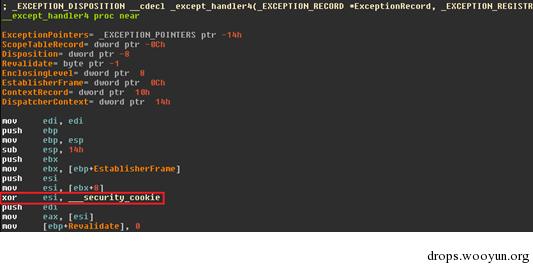 ; _EXCEPTION_DISPOSITION __cdecl _except_handler4(_EXCEPTION_RECORD *ExceptionRecord, _EXCEPTION_REGISTR
__except_handler4 proc near
ExceptionPointers= _EXCEPTION_POINTERS ptr -14h
ScopeTableRecord= dword ptr -0Ch
Disposition= dword ptr -8
Revalidate= byte ptr -1
EnclosingLevel= dword ptr 8
EstablisherFrame= dword ptr 0Ch
ContextRecord= dword ptr 10h
DispatcherContext= dword ptr 14h
mov edi, edi
push ebp
mov ebp, esp
sub esp, 14h
push ebx
mov ebx, [ebp+EstablisherFrame]
push esi
mov esi, [ebx+8]
xor esi, ___security_cookie
push edi
mov eax, [esi]
mov [ebp+Revalidate], 0
drops.wooyun.org